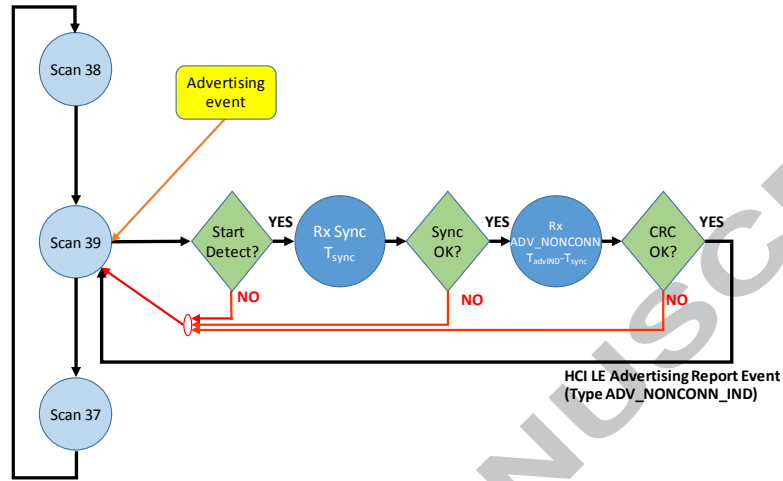 Scan 38
Advertising
event
Scan 39
Start
Detect?
YES
Rx Sync
Tsync
Sync
OK?
YES
Rx
ADV_NONCONN
TadvIND-Tsync
CRC
OK?
YES
NO
NO
NO
HCI LE Advertising Report Event
(Type ADV_NONCONN_IND)
Scan 37
NUSC